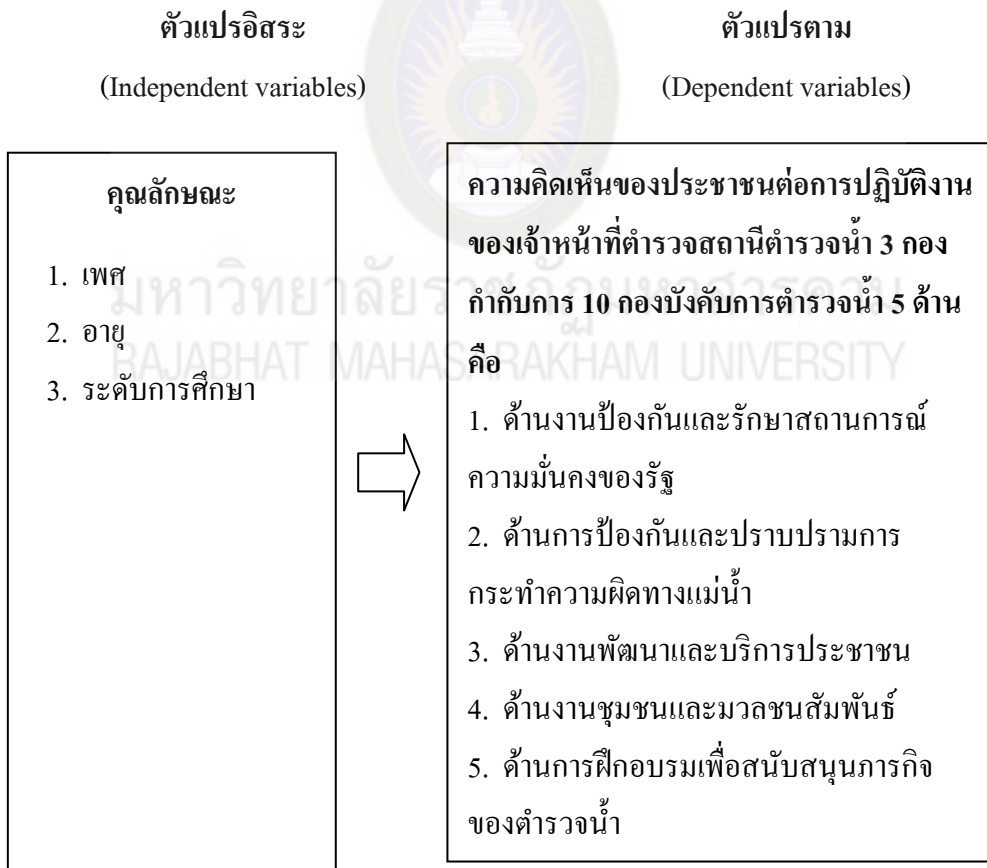 ตัวแปรอิสระ
(Independent variables)
ตัวแปรตาม
(Dependent variables)
คุณลักษณะ
1. เพศ
2. อายุ
3. ระดับการศึกษา
ความคิดเห็นของประชาชนต่อการปฏิบัติงาน
ของเจ้าหน้าที่ตำรวจสถานีตำรวจน้ำ 3 กอง
กำกับการ 10 กองบังคับการตำรวจน้ำ 5 ด้าน
คือ
1. ด้านงานป้องกันและรักษาสถานการณ์
ความมั่นคงของรัฐ
2. ด้านการป้องกันและปราบปรามการ
กระทำความผิดทางแม่น้ำ
3. ด้านงานพัฒนาและบริการประชาชน
4. ด้านงานชุมชนและมวลชนสัมพันธ์
5. ด้านการฝึกอบรมเพื่อสนับสนุนภารกิจ
ของตำรวจน้ำ
มหาวิทยาลัยราชภัฏมหาสารคาม
RAJABHAT MAHASARAKHAM UNIVERSITY